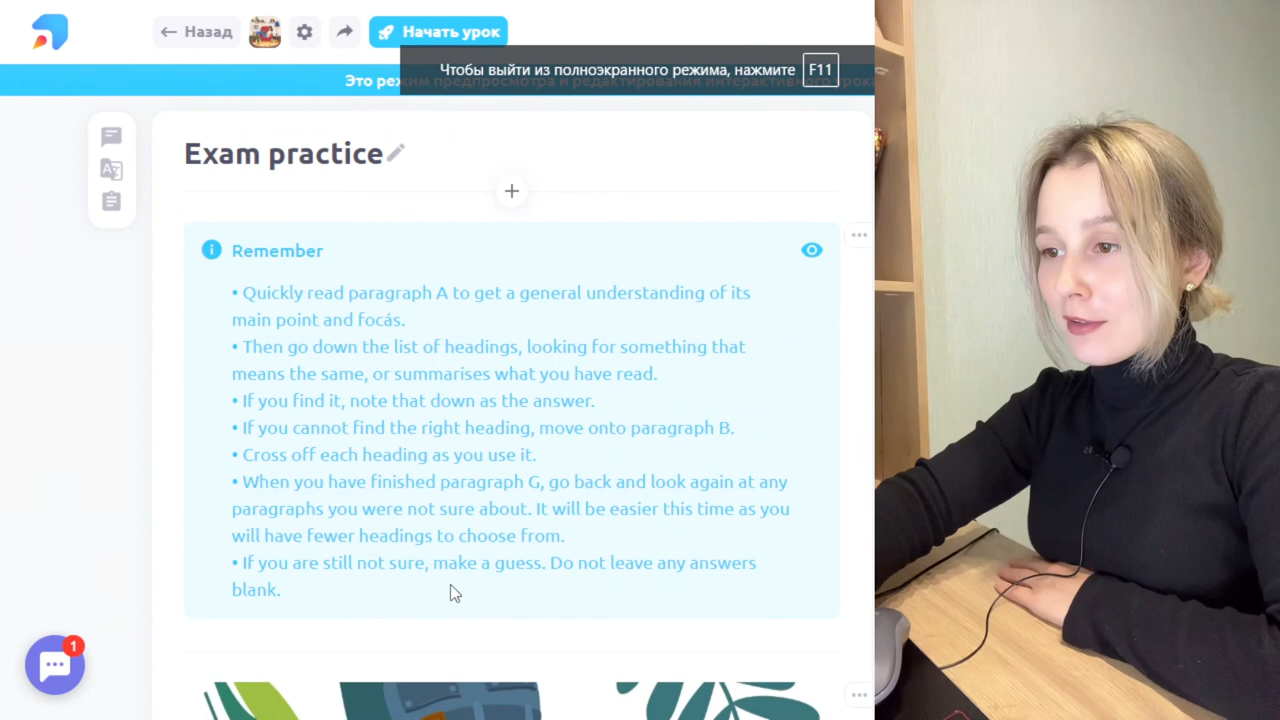 Назад
Начать урок
Чтобы выйти из полноэкранного режима, нажмите F11
Это режим предпросмотра и редактирования интерактивного урока
Exam practice
Remember
• Quickly read paragraph A to get a general understanding of its
main point and focás.
• Then go down the list of headings, looking for something that
means the same, or summarises what you have read.
• If you find it, note that down as the answer.
• If you cannot find the right heading, move onto paragraph B.
• Cross off each heading as you use it.
• When you have finished paragraph G, go back and look again at any
paragraphs you were not sure about. It will be easier this time as you
will have fewer headings to choose from.
• If you are still not sure, make a guess. Do not leave any answers
blank.
1